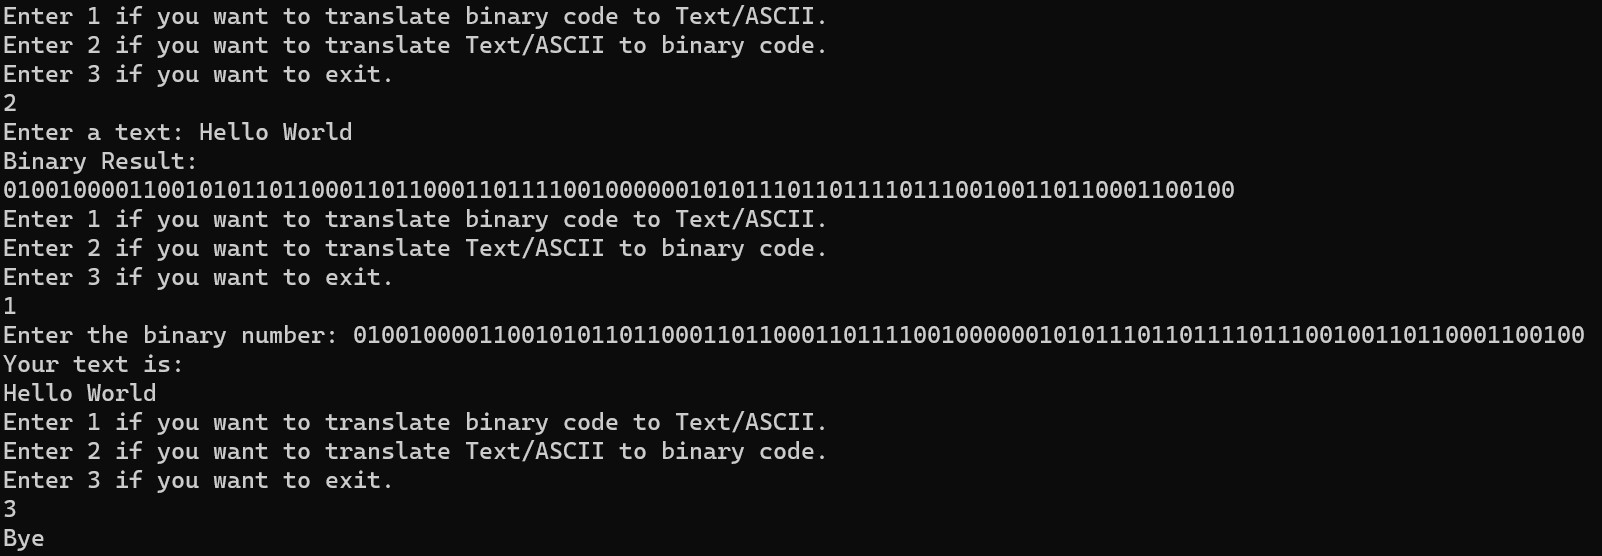 Enter 1 if you want to translate binary code to Text/ASCII.
Enter 2 if you want to translate Text/ASCII to binary code.
Enter 3 if you want to exit.
2
Enter a text: Hello World
Binary Result:
0100100001100101011011000110110001101111001000000101011101101111011100100110110001100100
Enter 1 if you want to translate binary code to Text/ASCII.
Enter 2 if you want to translate Text/ASCII to binary code.
Enter 3 if you want to exit.
1
Enter the binary number: 0100100001100101011011000110110001101111001000000101011101101111011100100110110001100100
Your text is:
Hello World
Enter 1 if you want to translate binary code to Text/ASCII.
Enter 2 if you want to translate Text/ASCII to binary code.
Enter 3 if you want to exit.
3
Bye